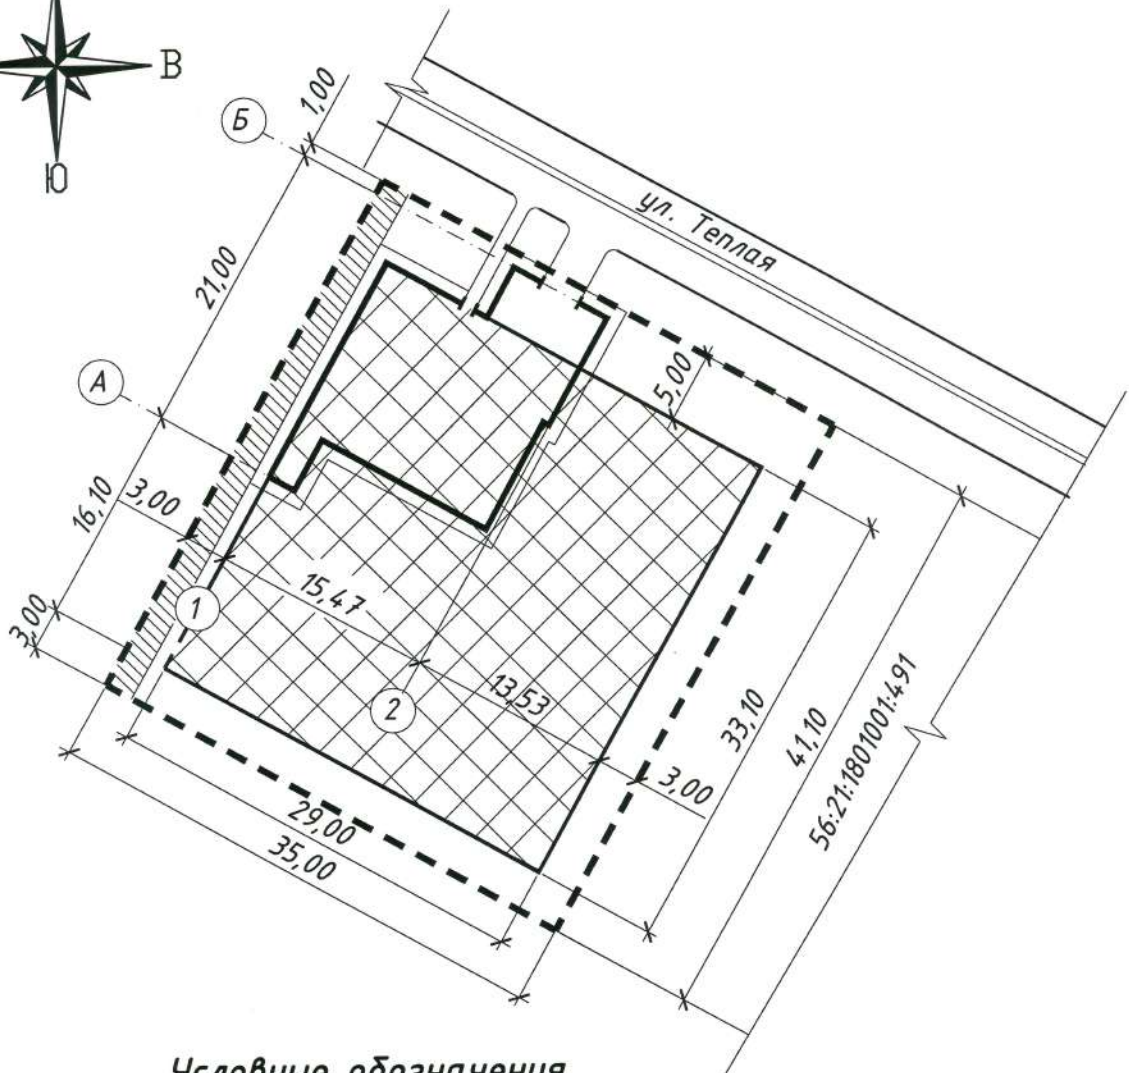 В
Ю
1,00
Б
ул. Теплая
21,00
5,00
А
16,10
3,00
15,47
1
3,00
2
13,53
33,10
41,10
56:21:1801001:491
3,00
29,00
35,00
Условные обозначения